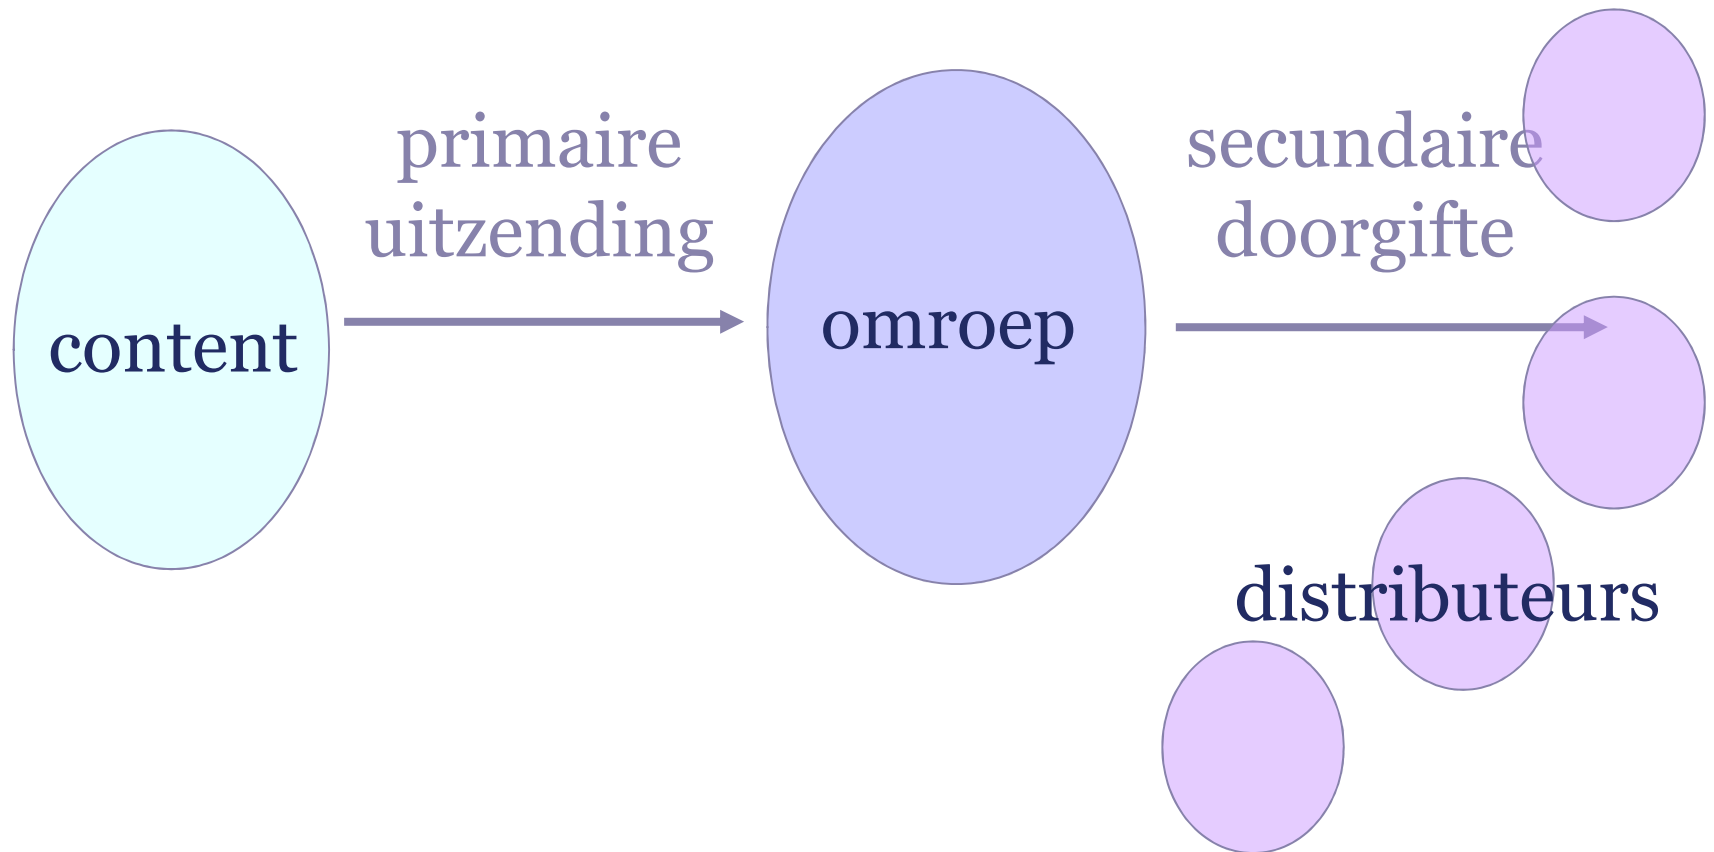 content
primaire
uitzending
omroep
secundaire
doorgifte
distributeurs